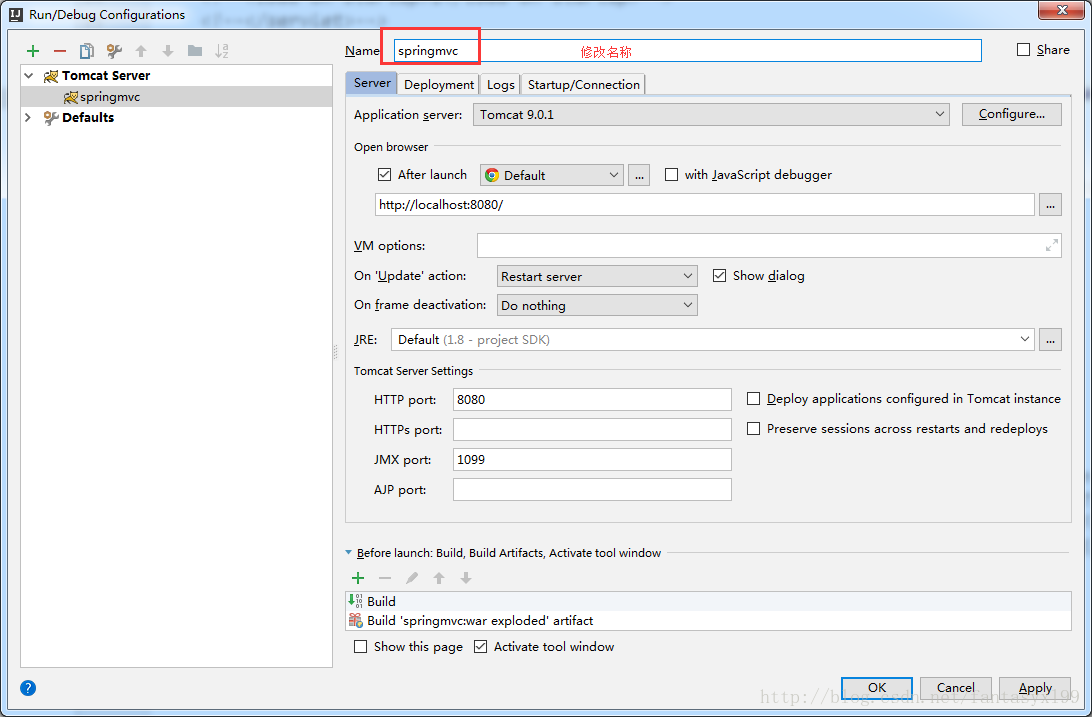 Run/Debug Configurations
Name: springmvc 修改名称 Share
Tomcat Server
springmvc
Defaults
Server Deployment Logs Startup/Connection
Application server: Tomcat 9.0.1 Configure...
Open browser
After launch Default ... with JavaScript debugger
http://localhost:8080/ ...
VM options:
On 'Update' action: Restart server Show dialog
On frame deactivation: Do nothing
JRE: Default (1.8 - project SDK) ...
Tomcat Server Settings
HTTP port: 8080 Deploy applications configured in Tomcat instance
HTTPs port: Preserve sessions across restarts and redeploys
JMX port: 1099
AJP port:
Before launch: Build, Build Artifacts, Activate tool window
Build
Build 'springmvc:war exploded' artifact
Show this page Activate tool window
OK Cancel Apply
http://blog.csdn.net/fantasyxl99